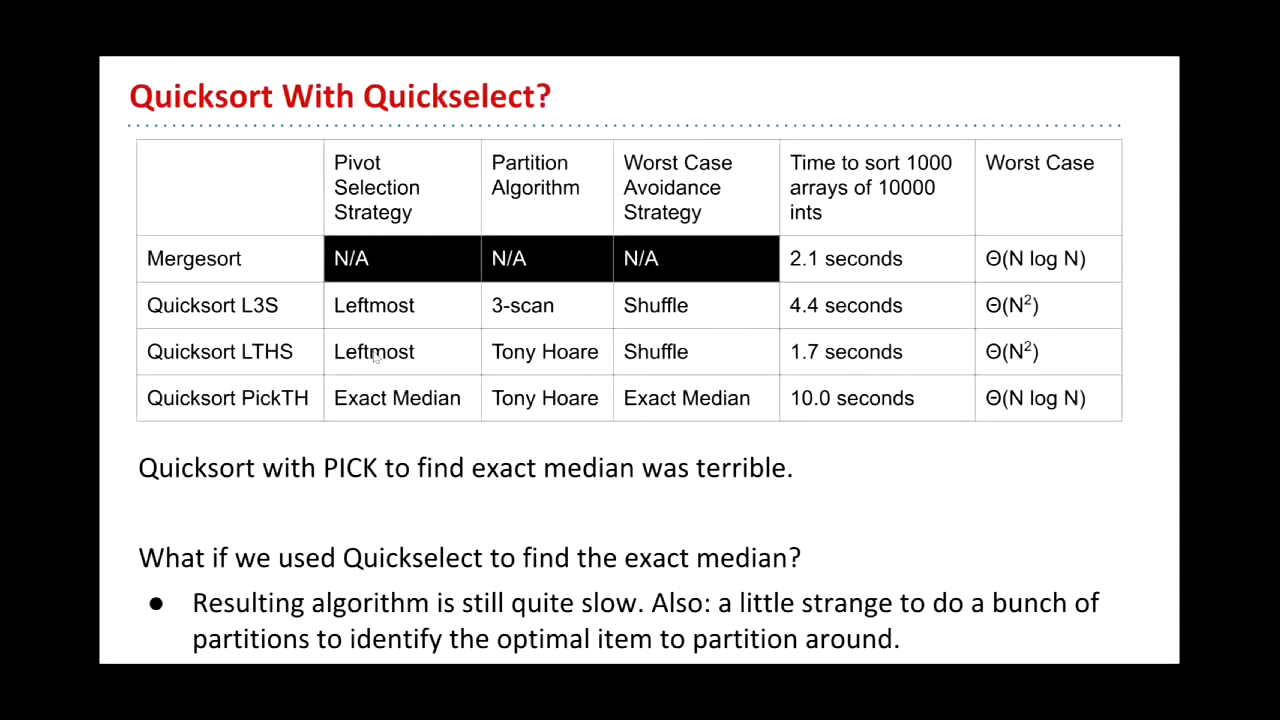 Quicksort With Quickselect?
Pivot Selection Strategy
Partition Algorithm
Worst Case Avoidance Strategy
Time to sort 1000 arrays of 10000 ints
Worst Case
Mergesort N/A N/A N/A 2.1 seconds Θ(N log N)
Quicksort L3S Leftmost 3-scan Shuffle 4.4 seconds Θ(N²)
Quicksort LTHS Leftmost Tony Hoare Shuffle 1.7 seconds Θ(N²)
Quicksort PickTH Exact Median Tony Hoare Exact Median 10.0 seconds Θ(N log N)
Quicksort with PICK to find exact median was terrible.
What if we used Quickselect to find the exact median?
● Resulting algorithm is still quite slow. Also: a little strange to do a bunch of
partitions to identify the optimal item to partition around.